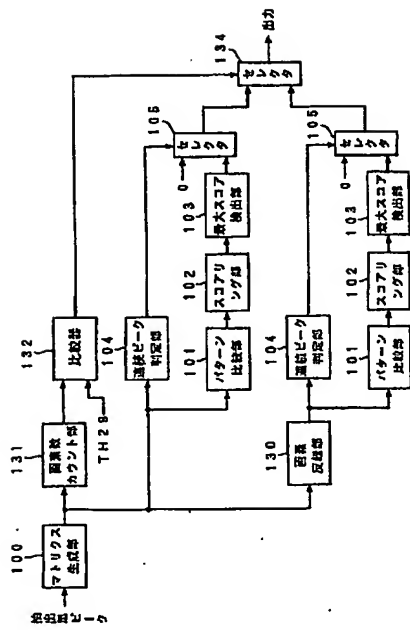 100
マトリクス
生成部
131
画素数
カウント部
132
比較部
TH28
104
連続ピーク
判定部
101
パターン
比較部
102
スコアリ
ング部
103
最大スコア
検出部
0
105
セレクタ
134
セレクタ
出力
130
画素
反転部
104
連続ピーク
判定部
101
パターン
比較部
102
スコアリ
ング部
103
最大スコア
検出部
0
105
セレクタ